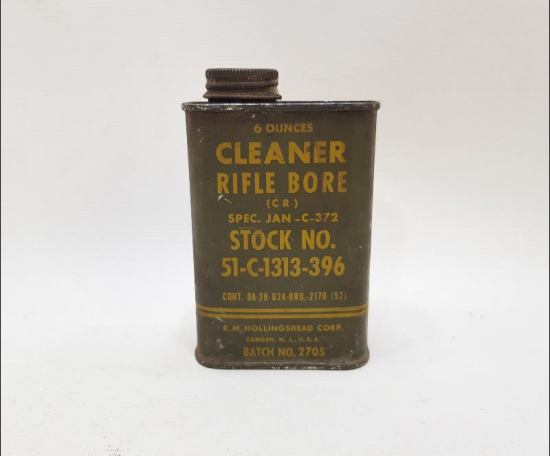 6 OUNCES
CLEANER
RIFLE BORE
(CR)
SPEC. JAN-C-372
STOCK NO.
51-C-1313-396
CONT. DA-28-024-ORD.-2170 (52)
R. M. HOLLINGSHEAD CORP.
CAMDEN, N. J., U. S. A.
BATCH NO. 2705